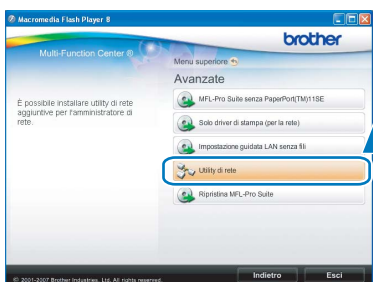 Macromedia Flash Player 8
brother
Multi-Function Center ®
Menu superiore
Avanzate
È possibile installare utility di rete
aggiuntive per l'amministratore di
rete.
MFL-Pro Suite senza PaperPort(TM)11SE
Solo driver di stampa (per la rete)
Impostazione guidata LAN senza fili
Utility di rete
Ripristina MFL-Pro Suite
© 2001-2007 Brother Industries, Ltd. All rights reserved.
Indietro
Esci